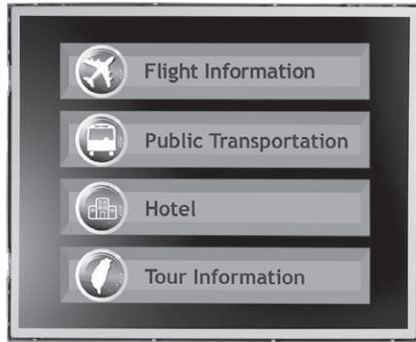 Flight Information
Public Transportation
Hotel
Tour Information